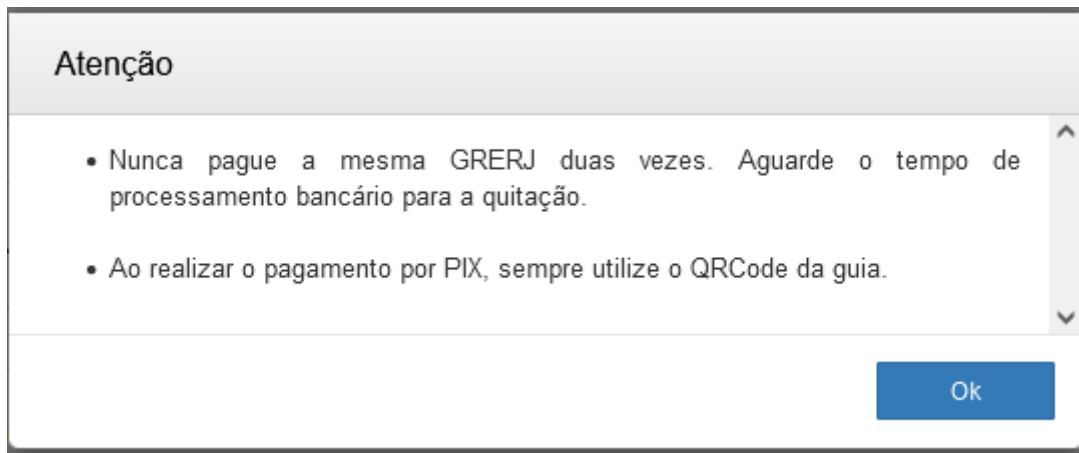 Atenção
• Nunca pague a mesma GRERJ duas vezes. Aguarde o tempo de
processamento bancário para a quitação.
• Ao realizar o pagamento por PIX, sempre utilize o QRCode da guia.
Ok